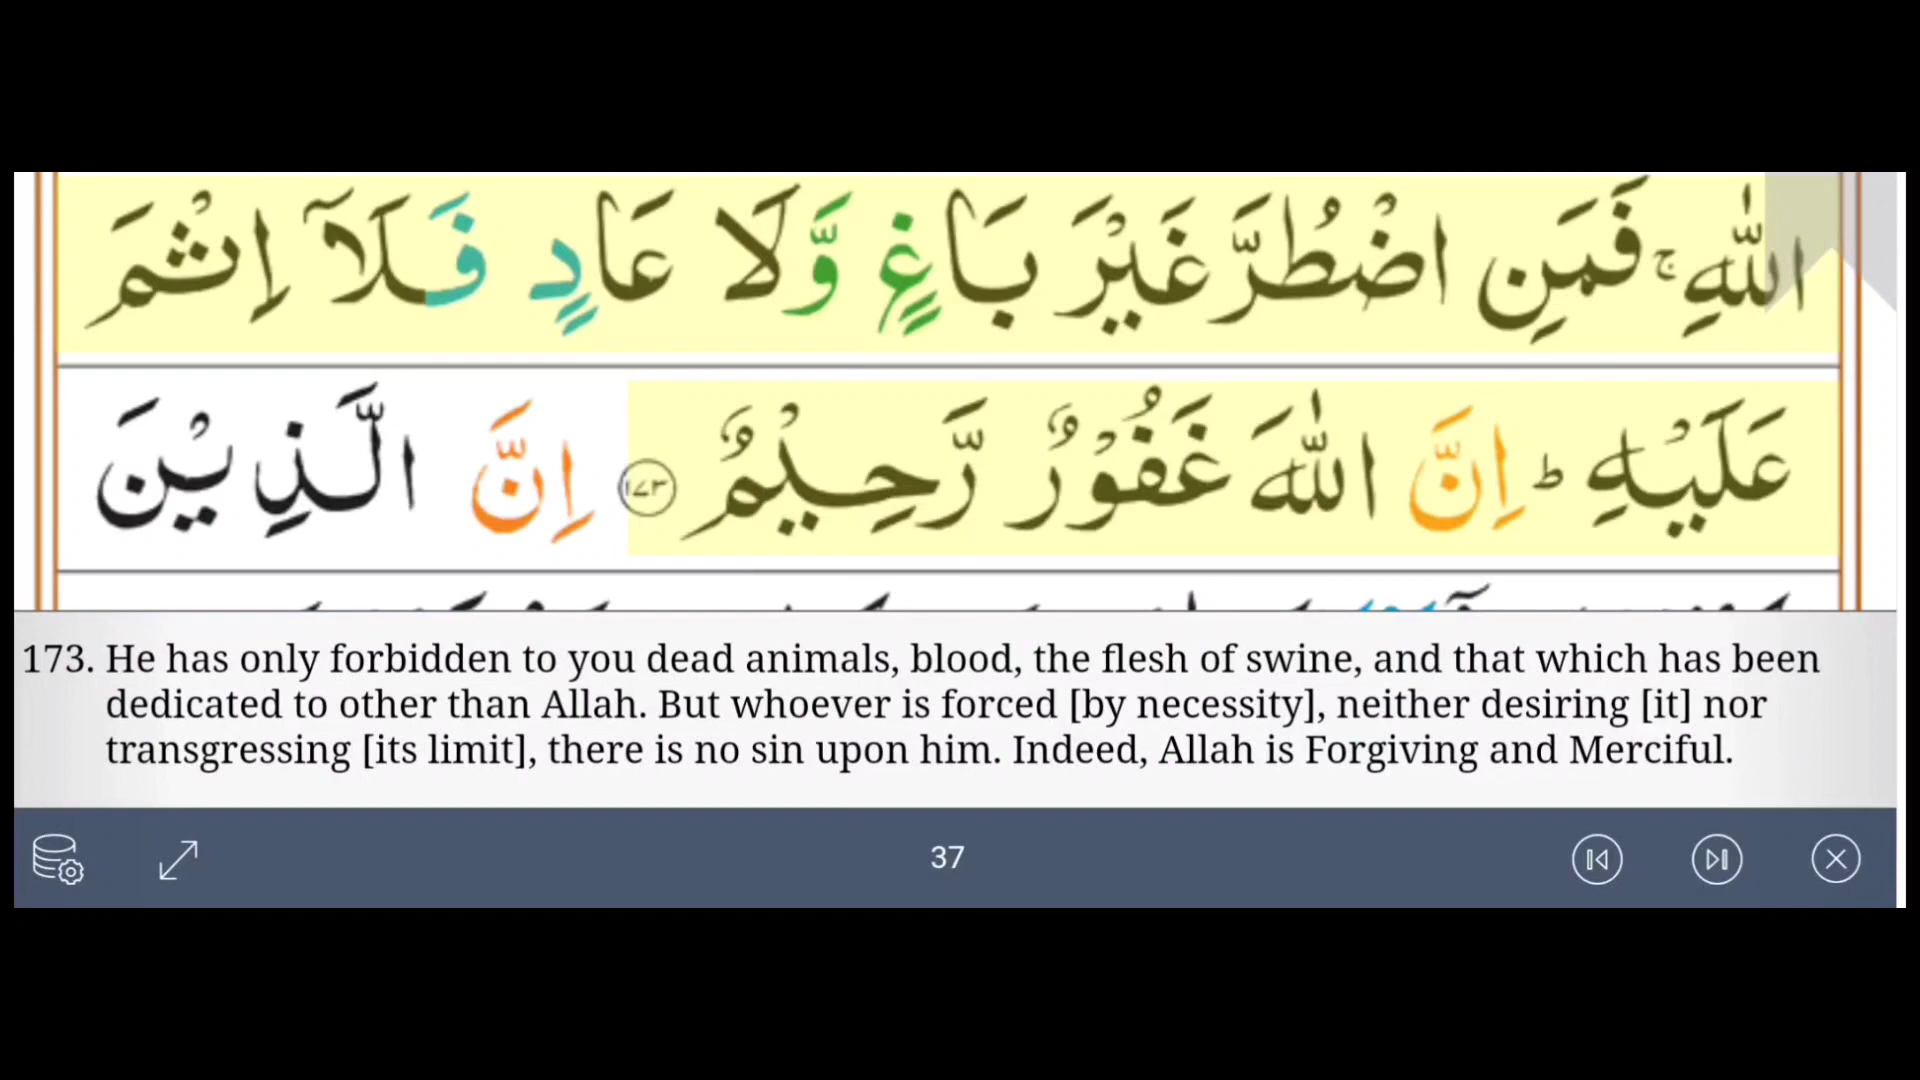 اللّٰهِ ۚ فَمَنِ اضْطُرَّ غَيْرَ بَاغٍ وَّلَا عَادٍ فَلَآ اِثْمَ
عَلَيْهِ ؕ اِنَّ اللّٰهَ غَفُوْرٌ رَّحِيْمٌ ۝۱۷۳ اِنَّ الَّذِيْنَ
173. He has only forbidden to you dead animals, blood, the flesh of swine, and that which has been
dedicated to other than Allah. But whoever is forced [by necessity], neither desiring [it] nor
transgressing [its limit], there is no sin upon him. Indeed, Allah is Forgiving and Merciful.
37